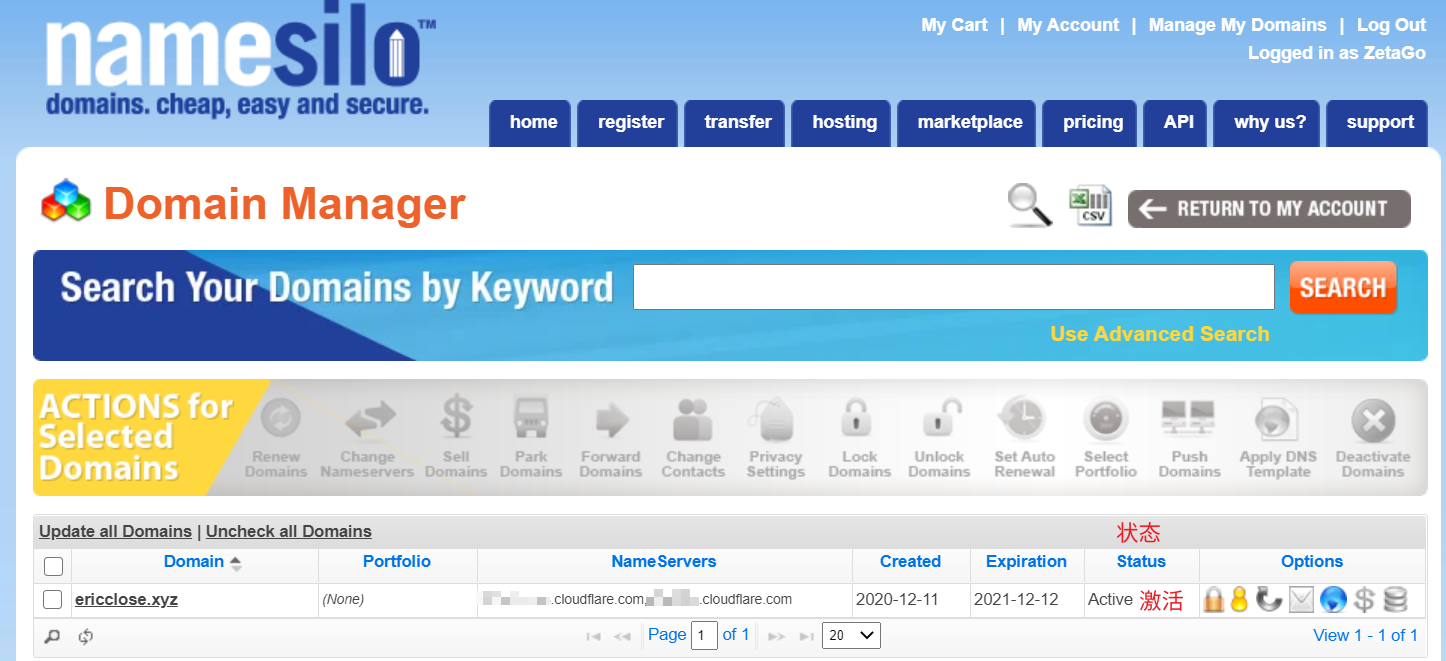 namesilo™
domains. cheap, easy and secure.
My Cart | My Account | Manage My Domains | Log Out
Logged in as ZetaGo
home register transfer hosting marketplace pricing API why us? support
Domain Manager
CSV
RETURN TO MY ACCOUNT
Search Your Domains by Keyword
SEARCH
Use Advanced Search
ACTIONS for
Selected
Domains
Renew Domains
Change Nameservers
Sell Domains
Park Domains
Forward Domains
Change Contacts
Privacy Settings
Lock Domains
Unlock Domains
Set Auto Renewal
Select Portfolio
Push Domains
Apply DNS Template
Deactivate Domains
Update all Domains | Uncheck all Domains 状态
Domain Portfolio NameServers Created Expiration Status Options
ericclose.xyz (None) .cloudflare.com, .cloudflare.com 2020-12-11 2021-12-12 Active 激活
Page 1 of 1 20 View 1 - 1 of 1